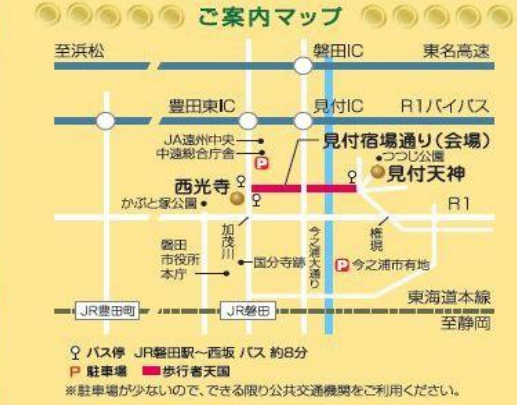 ご案内マップ
至浜松
磐田IC
東名高速
豊田東IC
見付IC
R1バイパス
JA遠州中央
中遠総合庁舎
P
見付宿場通り(会場)
つつじ公園
見付天神
西光寺
かぶと塚公園
R1
加茂川
今之浦大通り
権現
磐田
市役所
本庁
国分寺跡
P 今之浦市有地
東海道本線
JR豊田町
JR磐田
至静岡
バス停 JR磐田駅~西坂 バス 約8分
P 駐車場 歩行者天国
※駐車場が少ないので、できる限り公共交通機関をご利用ください。